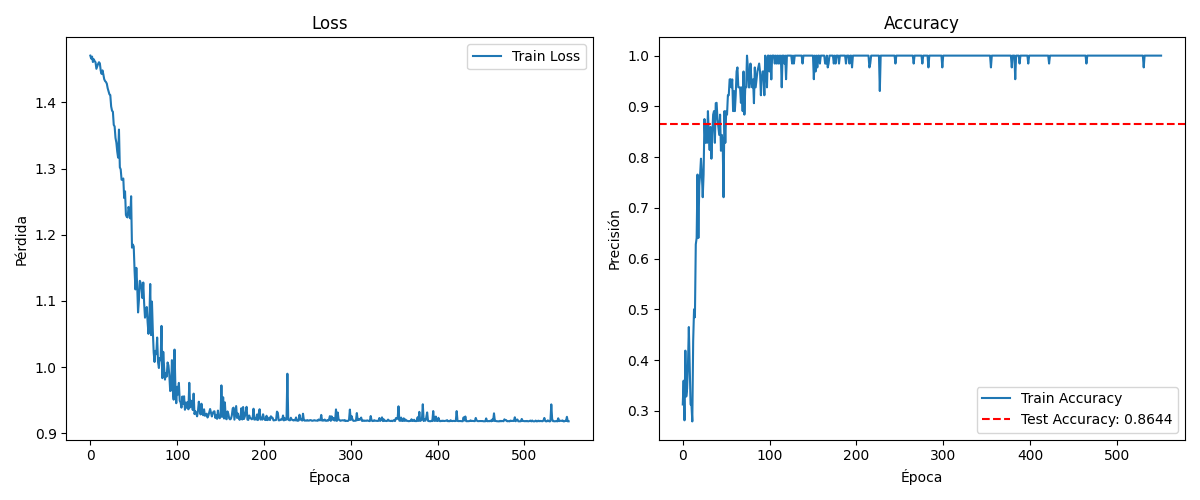 Loss
Train Loss
Pérdida
1.4
1.3
1.2
1.1
1.0
0.9
0
100
200
300
400
500
Época
Accuracy
Precisión
1.0
0.9
0.8
0.7
0.6
0.5
0.4
0.3
Train Accuracy
Test Accuracy: 0.8644
0
100
200
300
400
500
Época